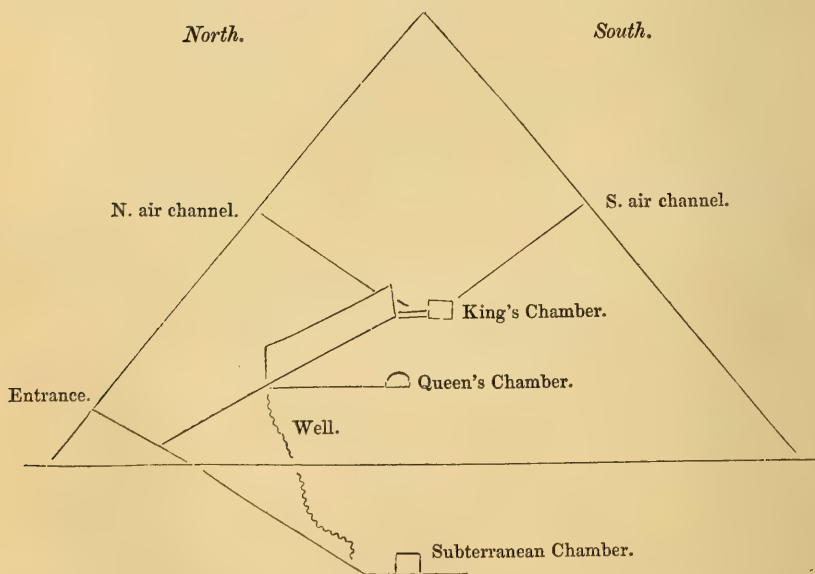 North.
South.
N. air channel.
S. air channel.
King's Chamber.
Entrance.
Queen's Chamber.
Well.
Subterranean Chamber.